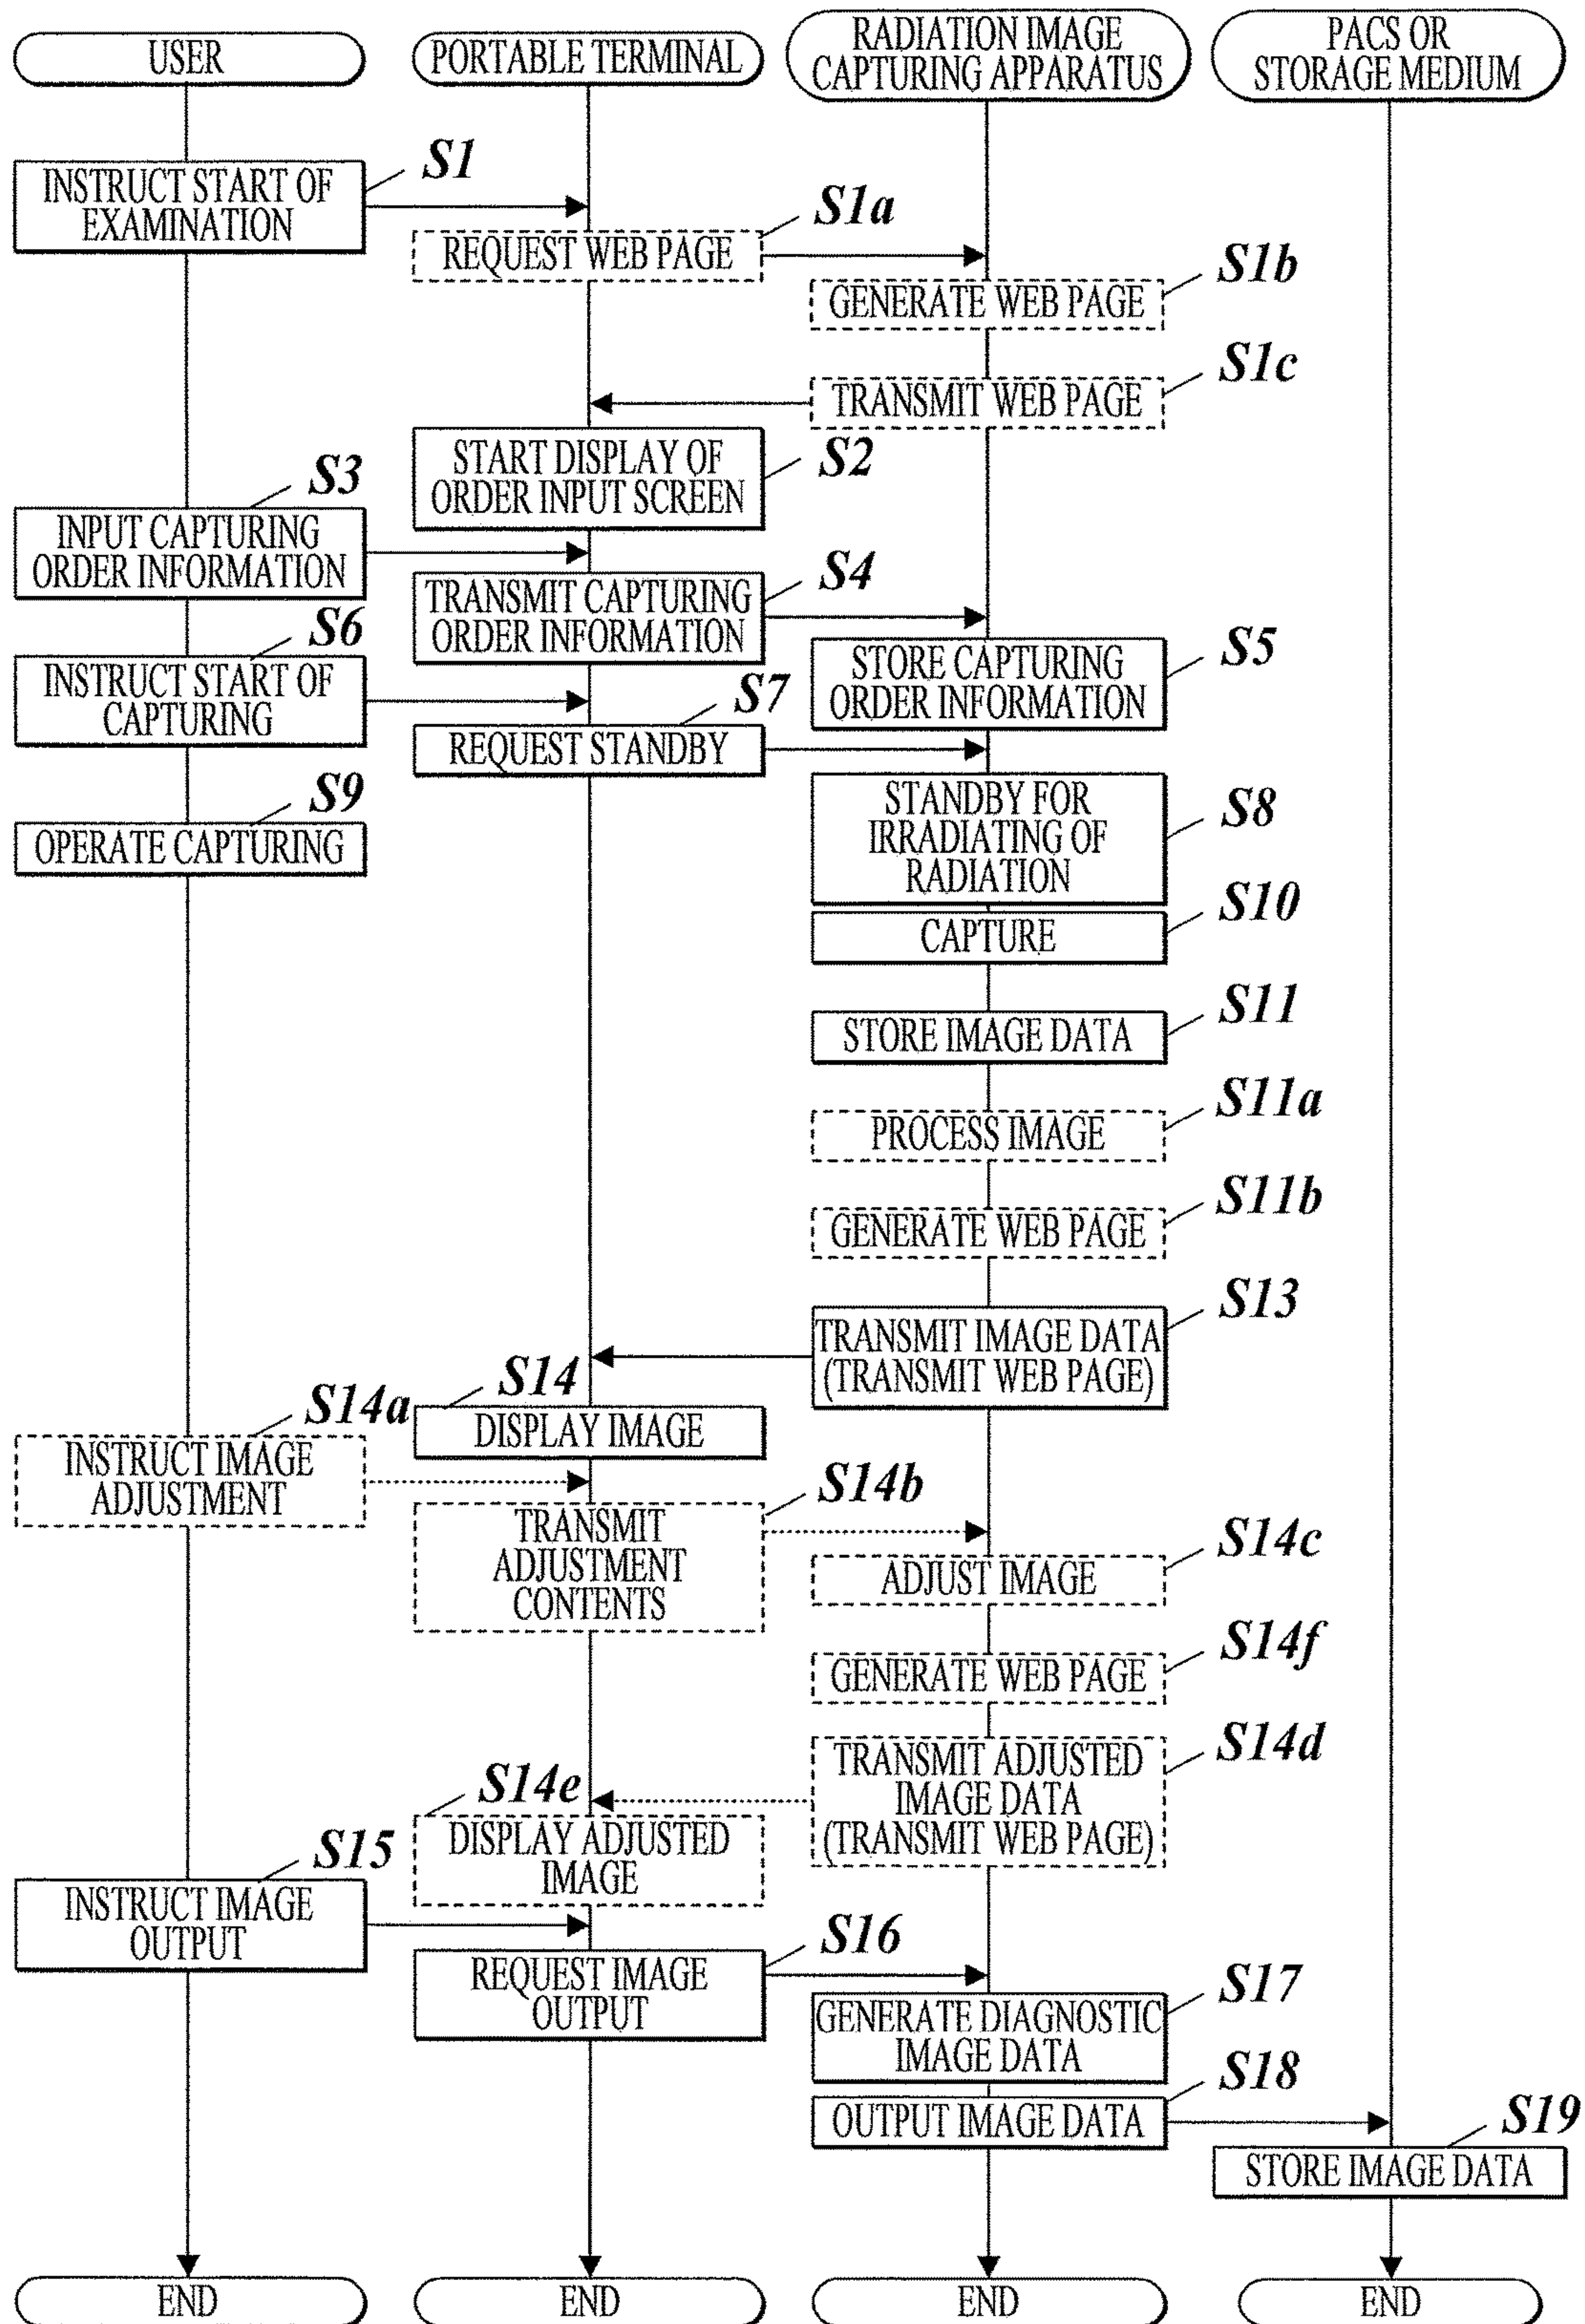 USER
PORTABLE TERMINAL
RADIATION IMAGE
CAPTURING APPARATUS
PACS OR
STORAGE MEDIUM
S1
INSTRUCT START OF
EXAMINATION
S1a
REQUEST WEB PAGE
S1b
GENERATE WEB PAGE
S1c
TRANSMIT WEB PAGE
S2
START DISPLAY OF
ORDER INPUT SCREEN
S3
INPUT CAPTURING
ORDER INFORMATION
S4
TRANSMIT CAPTURING
ORDER INFORMATION
S5
STORE CAPTURING
ORDER INFORMATION
S6
INSTRUCT START OF
CAPTURING
S7
REQUEST STANDBY
S8
STANDBY FOR
IRRADIATING OF
RADIATION
S9
OPERATE CAPTURING
S10
CAPTURE
S11
STORE IMAGE DATA
S11a
PROCESS IMAGE
S11b
GENERATE WEB PAGE
S13
TRANSMIT IMAGE DATA
(TRANSMIT WEB PAGE)
S14
DISPLAY IMAGE
S14a
INSTRUCT IMAGE
ADJUSTMENT
S14b
TRANSMIT
ADJUSTMENT
CONTENTS
S14c
ADJUST IMAGE
S14f
GENERATE WEB PAGE
S14d
TRANSMIT ADJUSTED
IMAGE DATA
(TRANSMIT WEB PAGE)
S14e
DISPLAY ADJUSTED
IMAGE
S15
INSTRUCT IMAGE
OUTPUT
S16
REQUEST IMAGE
OUTPUT
S17
GENERATE DIAGNOSTIC
IMAGE DATA
S18
OUTPUT IMAGE DATA
S19
STORE IMAGE DATA
END
END
END
END